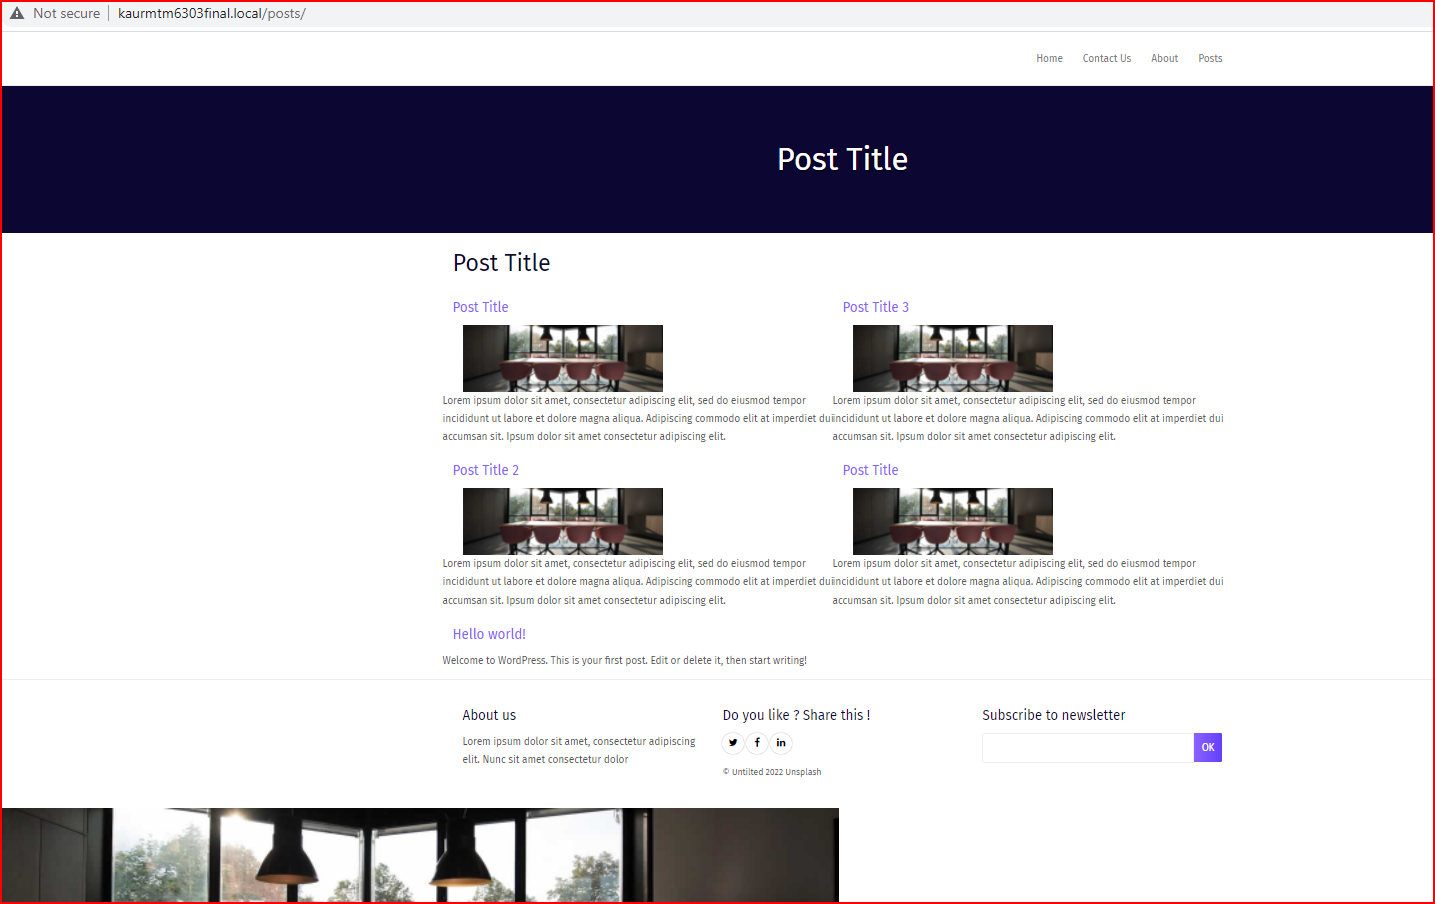 Not secure kaurmtm6303final.local/posts/
Home Contact Us About Posts
Post Title
Post Title
Post Title
Lorem ipsum dolor sit amet, consectetur adipiscing elit, sed do eiusmod tempor
incididunt ut labore et dolore magna aliqua. Adipiscing commodo elit at imperdiet dui
accumsan sit. Ipsum dolor sit amet consectetur adipiscing elit.
Post Title 3
Lorem ipsum dolor sit amet, consectetur adipiscing elit, sed do eiusmod tempor
incididunt ut labore et dolore magna aliqua. Adipiscing commodo elit at imperdiet dui
accumsan sit. Ipsum dolor sit amet consectetur adipiscing elit.
Post Title 2
Lorem ipsum dolor sit amet, consectetur adipiscing elit, sed do eiusmod tempor
incididunt ut labore et dolore magna aliqua. Adipiscing commodo elit at imperdiet dui
accumsan sit. Ipsum dolor sit amet consectetur adipiscing elit.
Post Title
Lorem ipsum dolor sit amet, consectetur adipiscing elit, sed do eiusmod tempor
incididunt ut labore et dolore magna aliqua. Adipiscing commodo elit at imperdiet dui
accumsan sit. Ipsum dolor sit amet consectetur adipiscing elit.
Hello world!
Welcome to WordPress. This is your first post. Edit or delete it, then start writing!
About us
Lorem ipsum dolor sit amet, consectetur adipiscing
elit. Nunc sit amet consectetur dolor
Do you like ? Share this !
© Untilted 2022 Unsplash
Subscribe to newsletter
OK